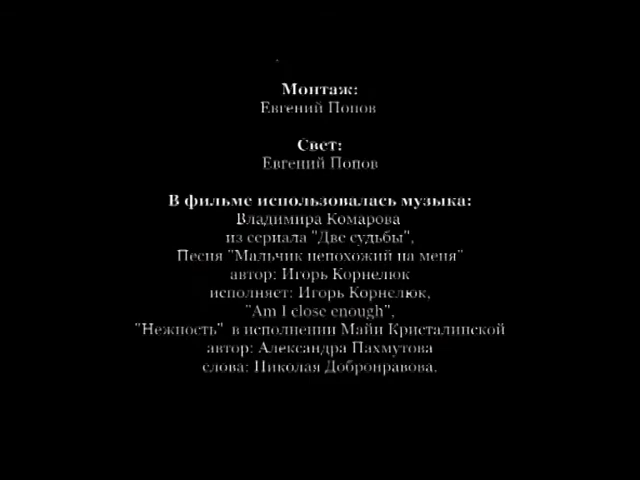 Монтаж:
Евгений Попов
Свет:
Евгений Попов
В фильме использовалась музыка:
Владимира Комарова
из сериала "Две судьбы",
Песня "Мальчик непохожий на меня"
автор: Игорь Корнелюк
исполняет: Игорь Корнелюк,
"Am I close enough",
"Нежность" в исполнении Майи Кристалинской
автор: Александра Пахмутова
слова: Николая Добронравова.